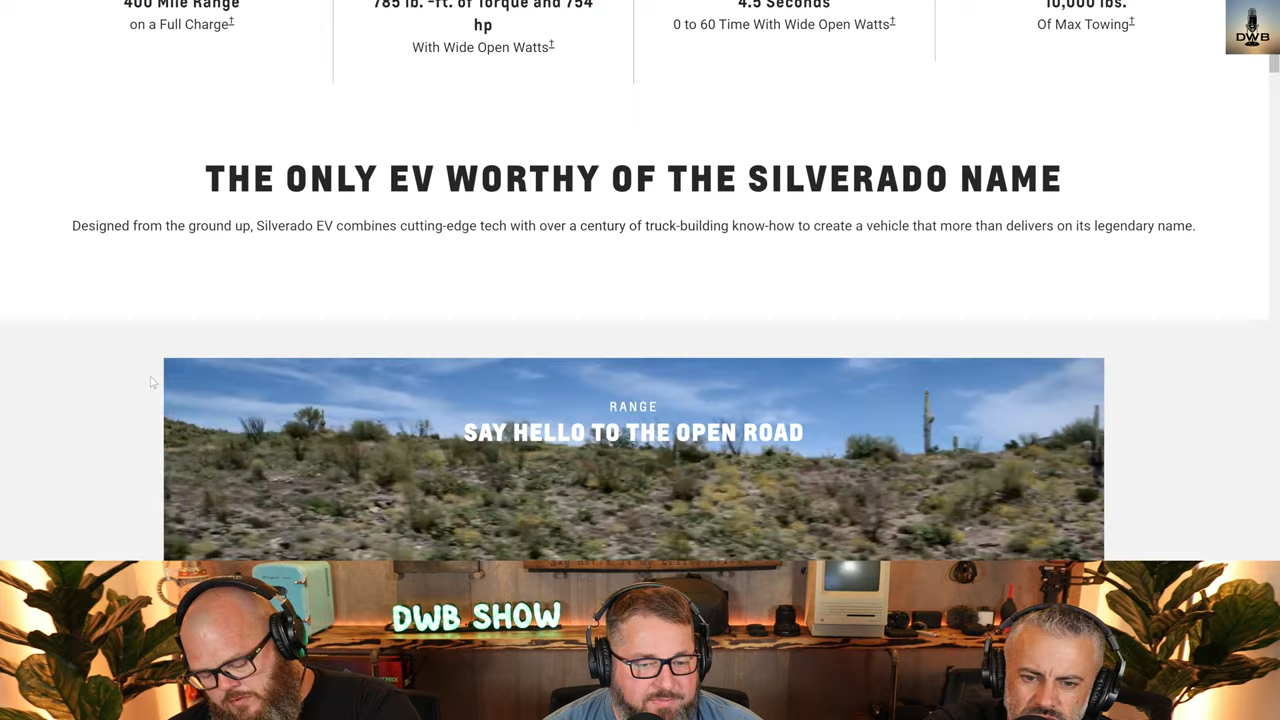 400 Mile Range
on a Full Charge‡
785 lb. -ft. of Torque and 754
hp
With Wide Open Watts‡
4.5 Seconds
0 to 60 Time With Wide Open Watts‡
10,000 lbs.
Of Max Towing‡
DWB
THE ONLY EV WORTHY OF THE SILVERADO NAME
Designed from the ground up, Silverado EV combines cutting-edge tech with over a century of truck-building know-how to create a vehicle that more than delivers on its legendary name.
RANGE
SAY HELLO TO THE OPEN ROAD
DWB SHOW